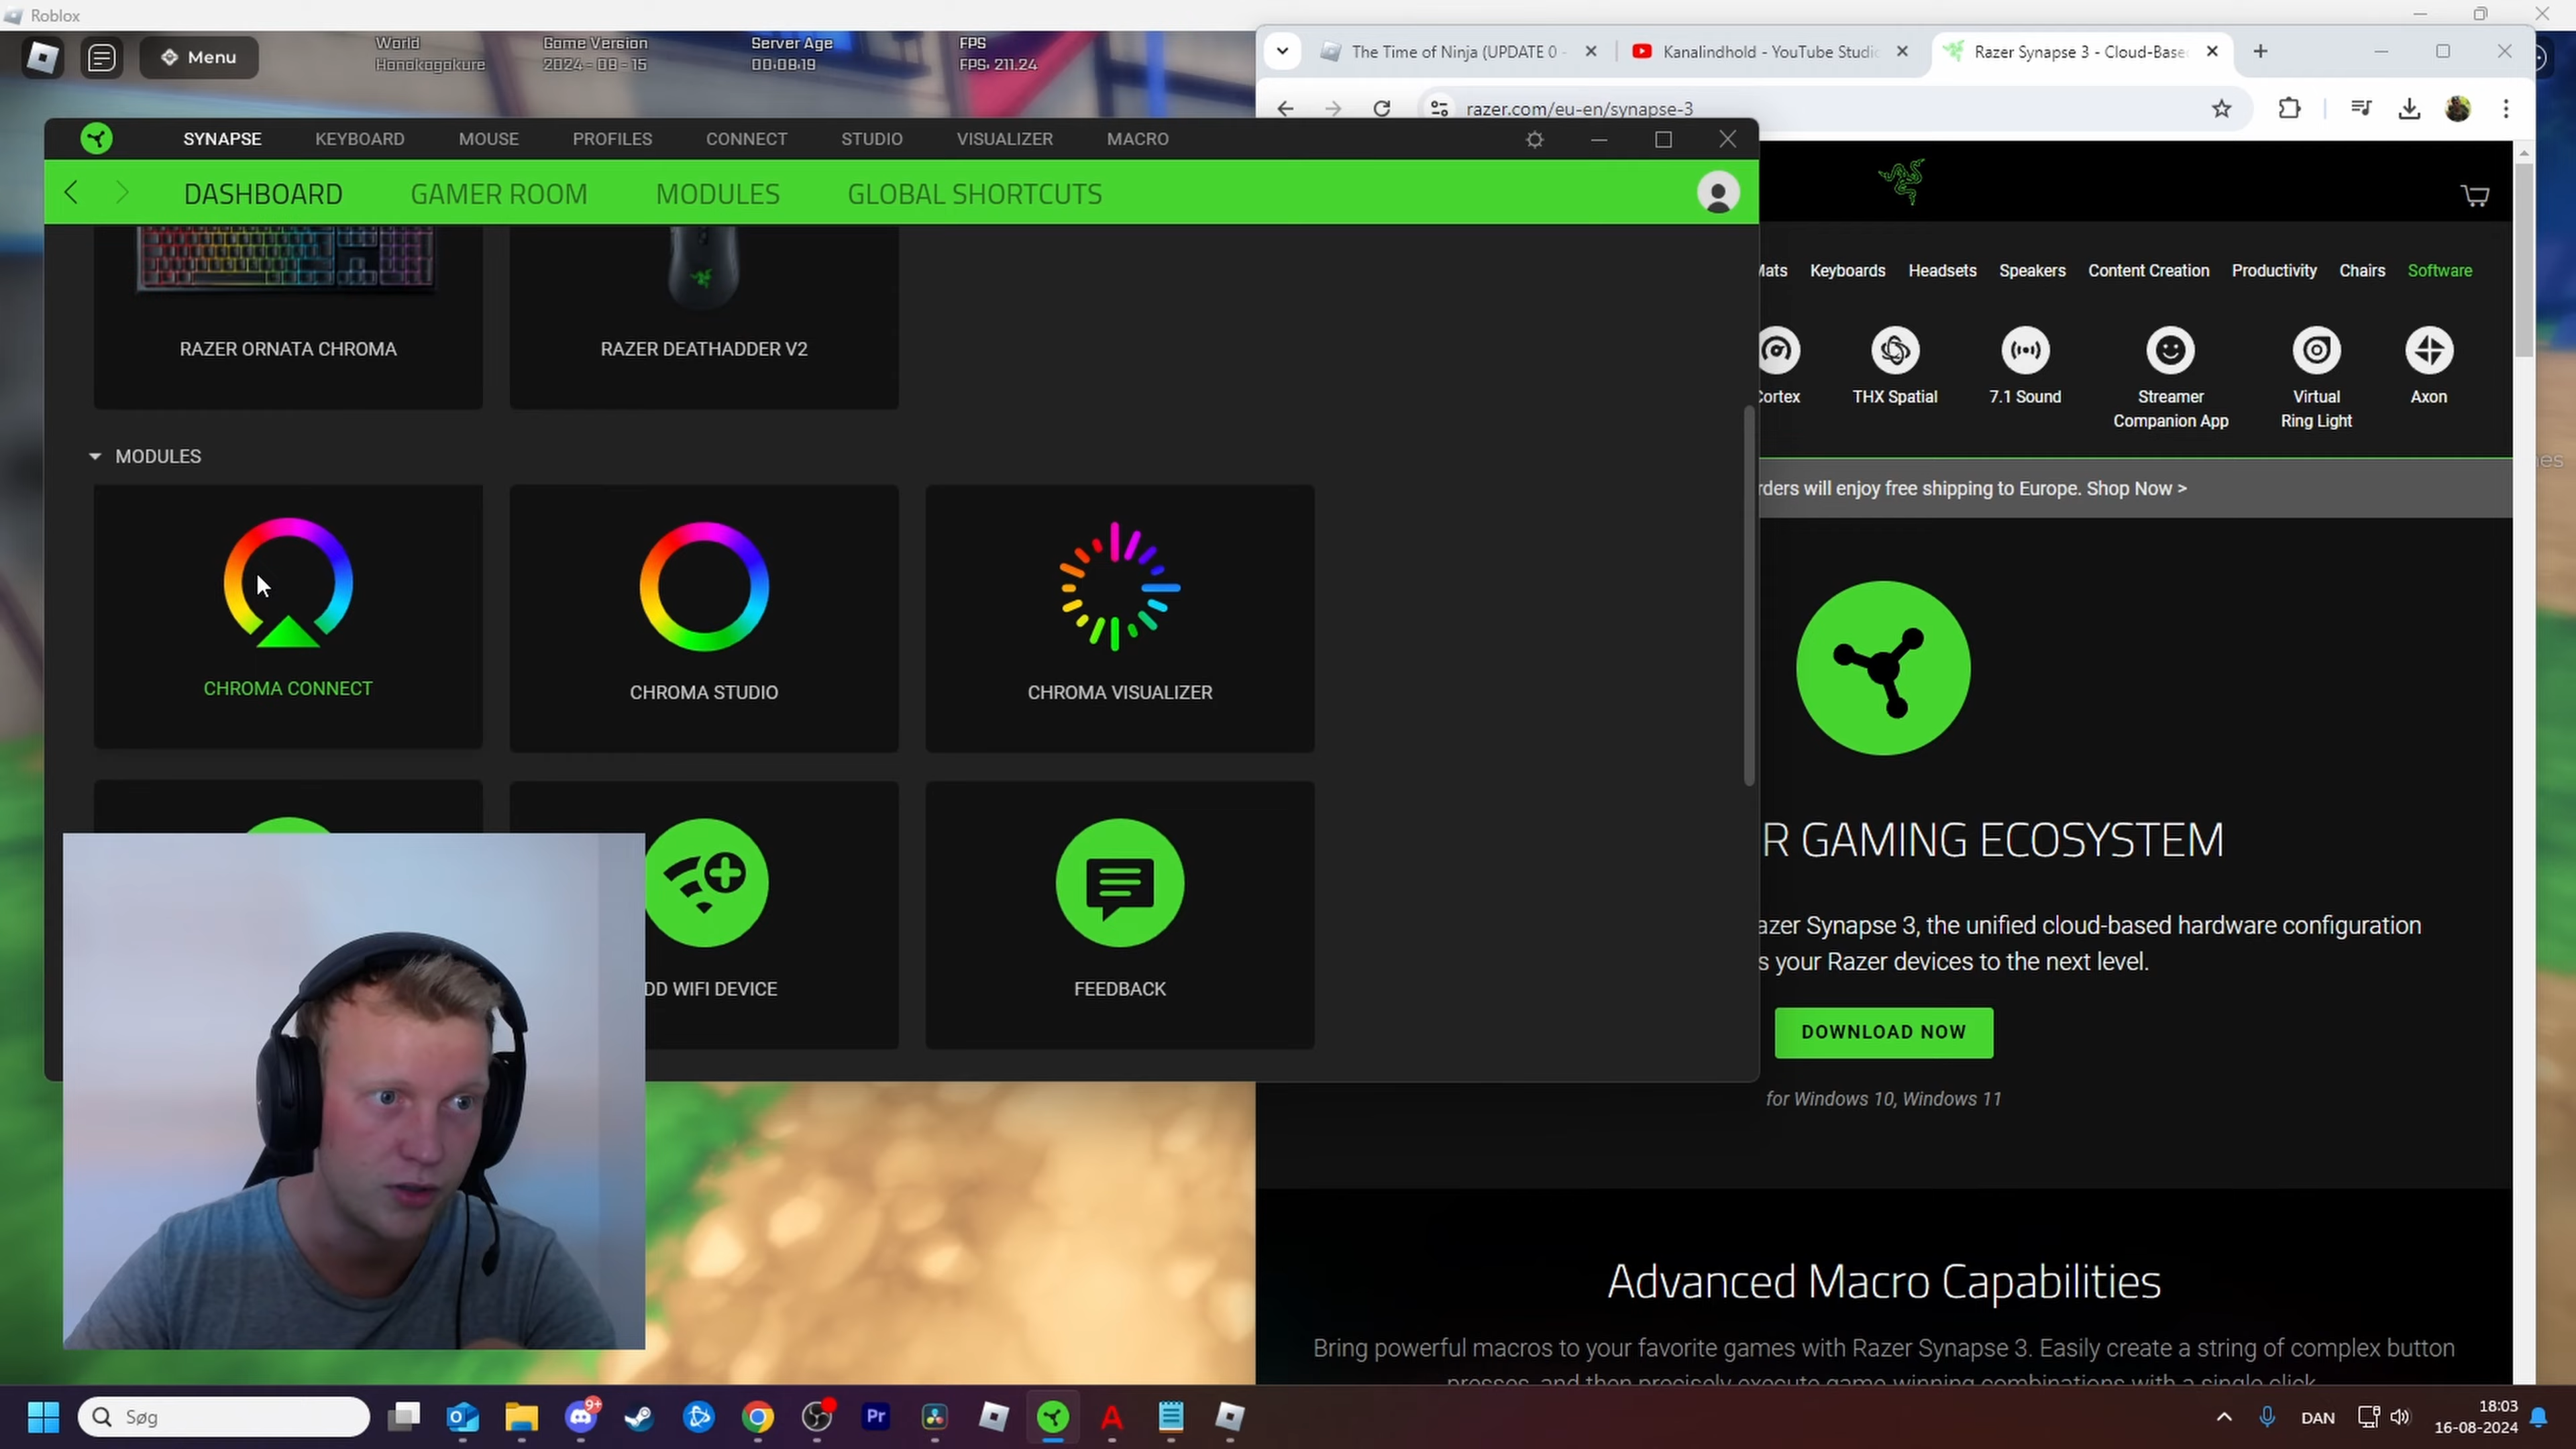 Roblox
Menu
World
Hanakagakure
Game Version
2024 - 08 - 15
Server Age
00:08:19
FPS
FPS: 211.24
The Time of Ninja (UPDATE 0 -
Kanalindhold - YouTube Studio
Razer Synapse 3 - Cloud-Base
razer.com/eu-en/synapse-3
SYNAPSE KEYBOARD MOUSE PROFILES CONNECT STUDIO VISUALIZER MACRO
DASHBOARD GAMER ROOM MODULES GLOBAL SHORTCUTS
RAZER ORNATA CHROMA
RAZER DEATHADDER V2
MODULES
CHROMA CONNECT
CHROMA STUDIO
CHROMA VISUALIZER
DD WIFI DEVICE
FEEDBACK
Mats Keyboards Headsets Speakers Content Creation Productivity Chairs Software
Cortex
THX Spatial
7.1 Sound
Streamer
Companion App
Virtual
Ring Light
Axon
rders will enjoy free shipping to Europe. Shop Now >
R GAMING ECOSYSTEM
azer Synapse 3, the unified cloud-based hardware configuration
s your Razer devices to the next level.
DOWNLOAD NOW
for Windows 10, Windows 11
Advanced Macro Capabilities
Bring powerful macros to your favorite games with Razer Synapse 3. Easily create a string of complex button
presses, and then precisely execute game-winning combinations with a single click.
Søg
9+
Pr
DAN
18:03
16-08-2024